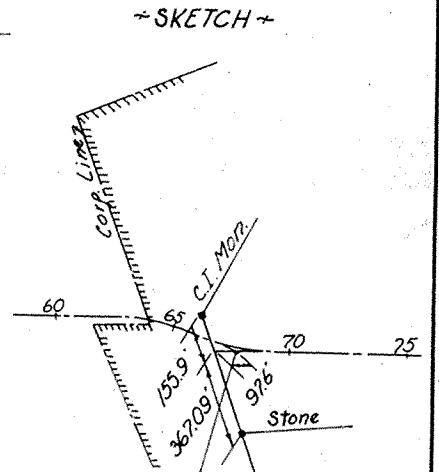 ÷SKETCH÷
Corp. Line
C.I. Mon.
60
65
70
75
155.9'
97.6'
367.09'
Stone